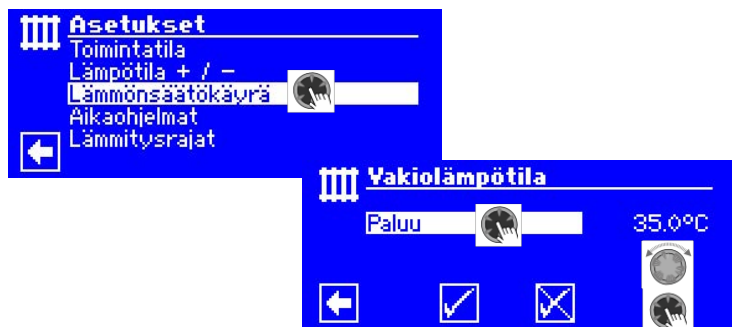 Asetukset
Toimintatila
Lämpötila + / -
Lämmönsäätökäyrä
Aikaohjelmat
Lämmitysrajat
Vakiolämpötila
Paluu 35.0°C